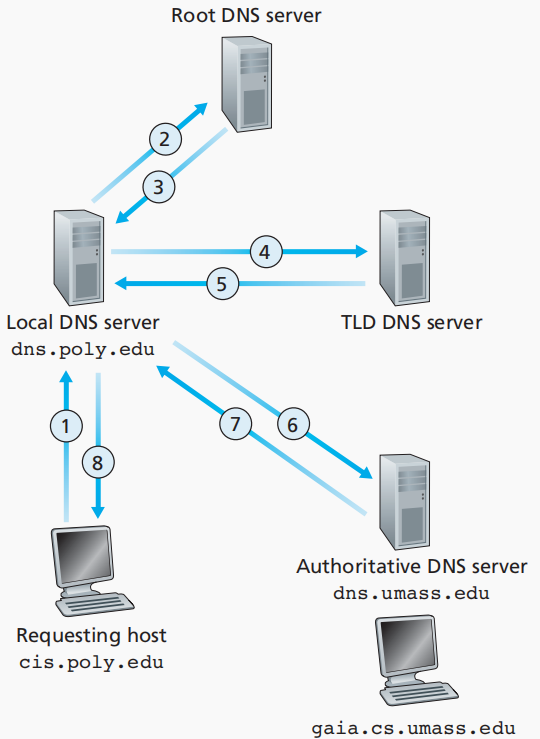 Root DNS server
2
3
4
5
Local DNS server
dns.poly.edu
TLD DNS server
1
8
7
6
Authoritative DNS server
dns.umass.edu
Requesting host
cis.poly.edu
gaia.cs.umass.edu